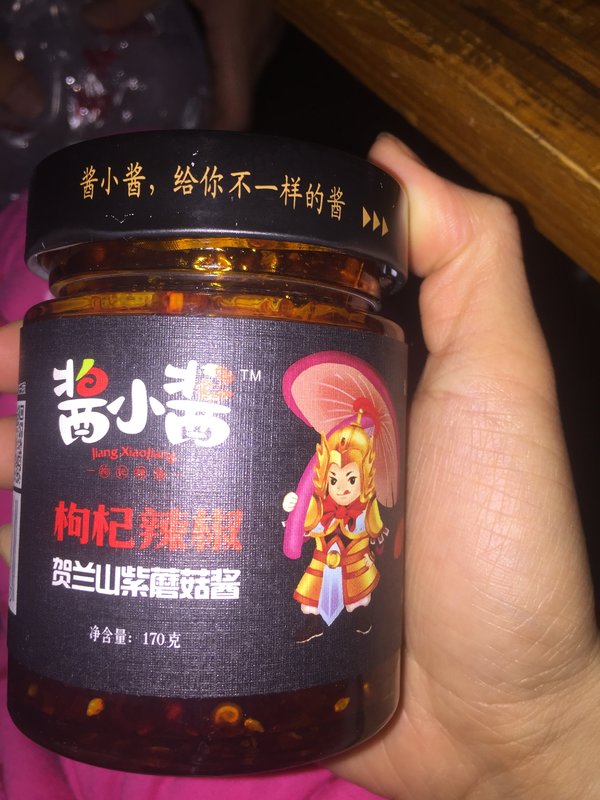 酱小酱，给你不一样的酱
酱小酱 TM
Jiang XiaoJiang
枸杞辣椒
贺兰山紫蘑菇酱
净含量：170克